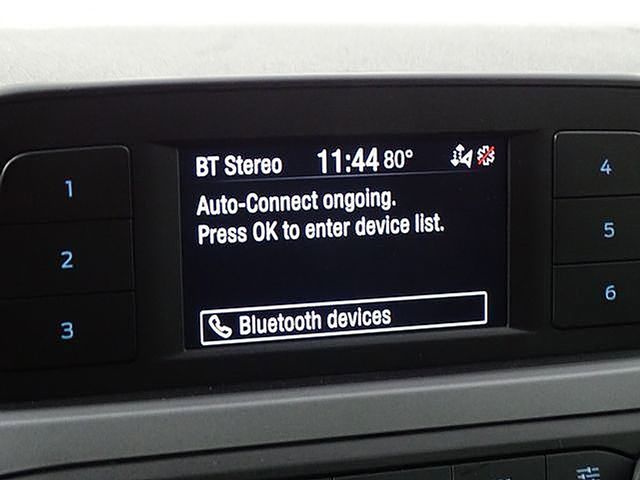 BT Stereo 11:44 80°
Auto-Connect ongoing.
Press OK to enter device list.
Bluetooth devices
1
2
3
4
5
6